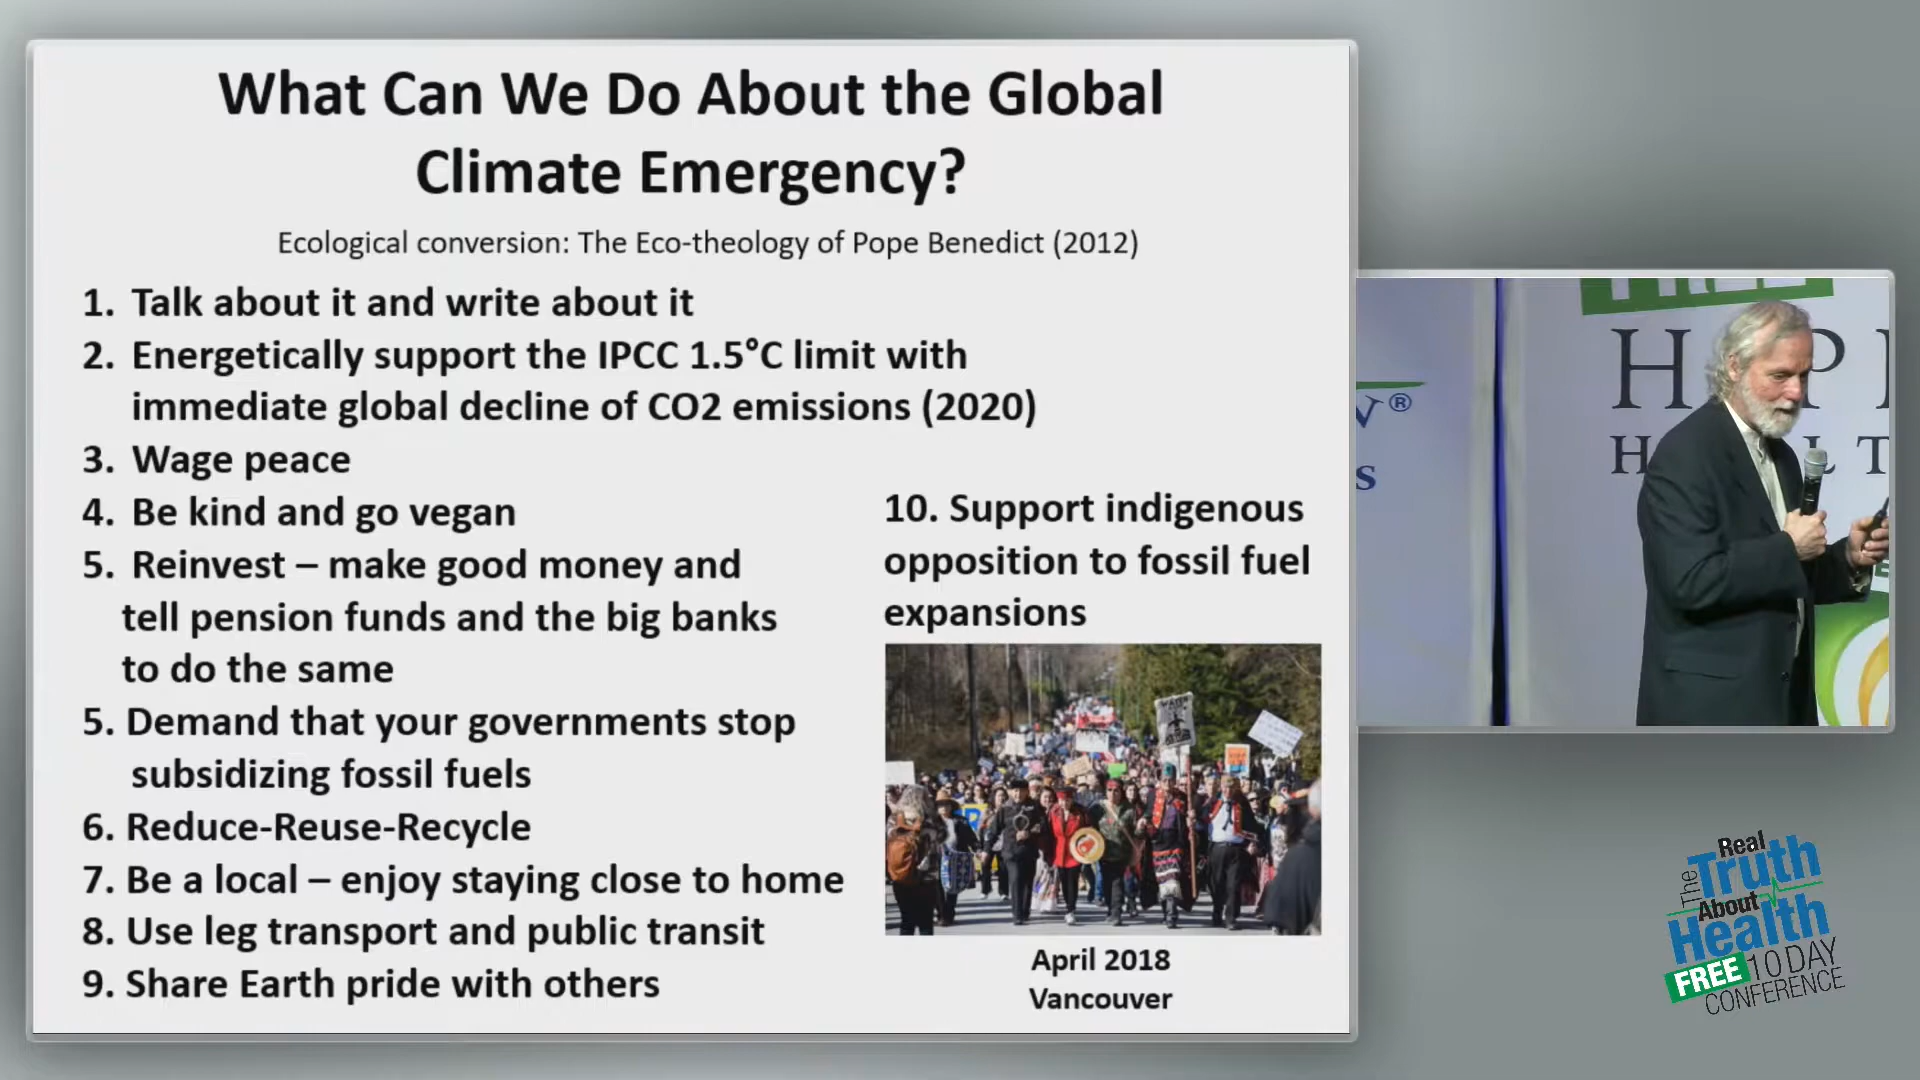 What Can We Do About the Global
Climate Emergency?
Ecological conversion: The Eco-theology of Pope Benedict (2012)
1. Talk about it and write about it
2. Energetically support the IPCC 1.5°C limit with
immediate global decline of CO2 emissions (2020)
3. Wage peace
4. Be kind and go vegan
5. Reinvest – make good money and
tell pension funds and the big banks
to do the same
5. Demand that your governments stop
subsidizing fossil fuels
6. Reduce-Reuse-Recycle
7. Be a local – enjoy staying close to home
8. Use leg transport and public transit
9. Share Earth pride with others
10. Support indigenous
opposition to fossil fuel
expansions
April 2018
Vancouver
The Real
Truth
About
Health
FREE 10 DAY
CONFERENCE